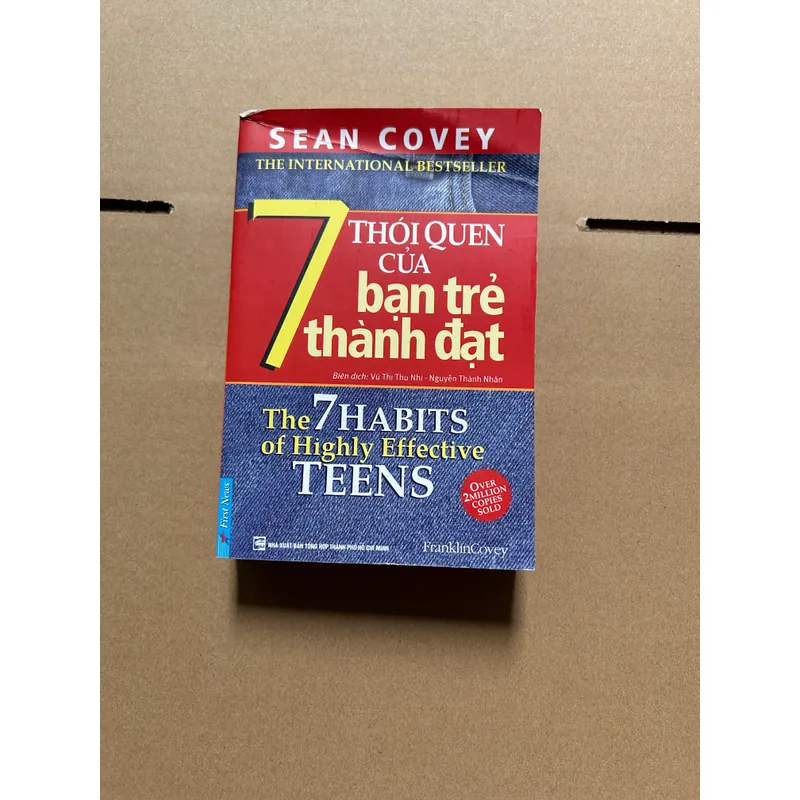 SEAN COVEY
THE INTERNATIONAL BESTSELLER
7 THÓI QUEN
CỦA
bạn trẻ
thành đạt
Biên dịch: Vũ Thị Thu Nhi - Nguyễn Thành Nhân
The 7 HABITS
of Highly Effective
TEENS
OVER
2 MILLION
COPIES
SOLD
First News
NHÀ XUẤT BẢN TỔNG HỢP THÀNH PHỐ HỒ CHÍ MINH
FranklinCovey